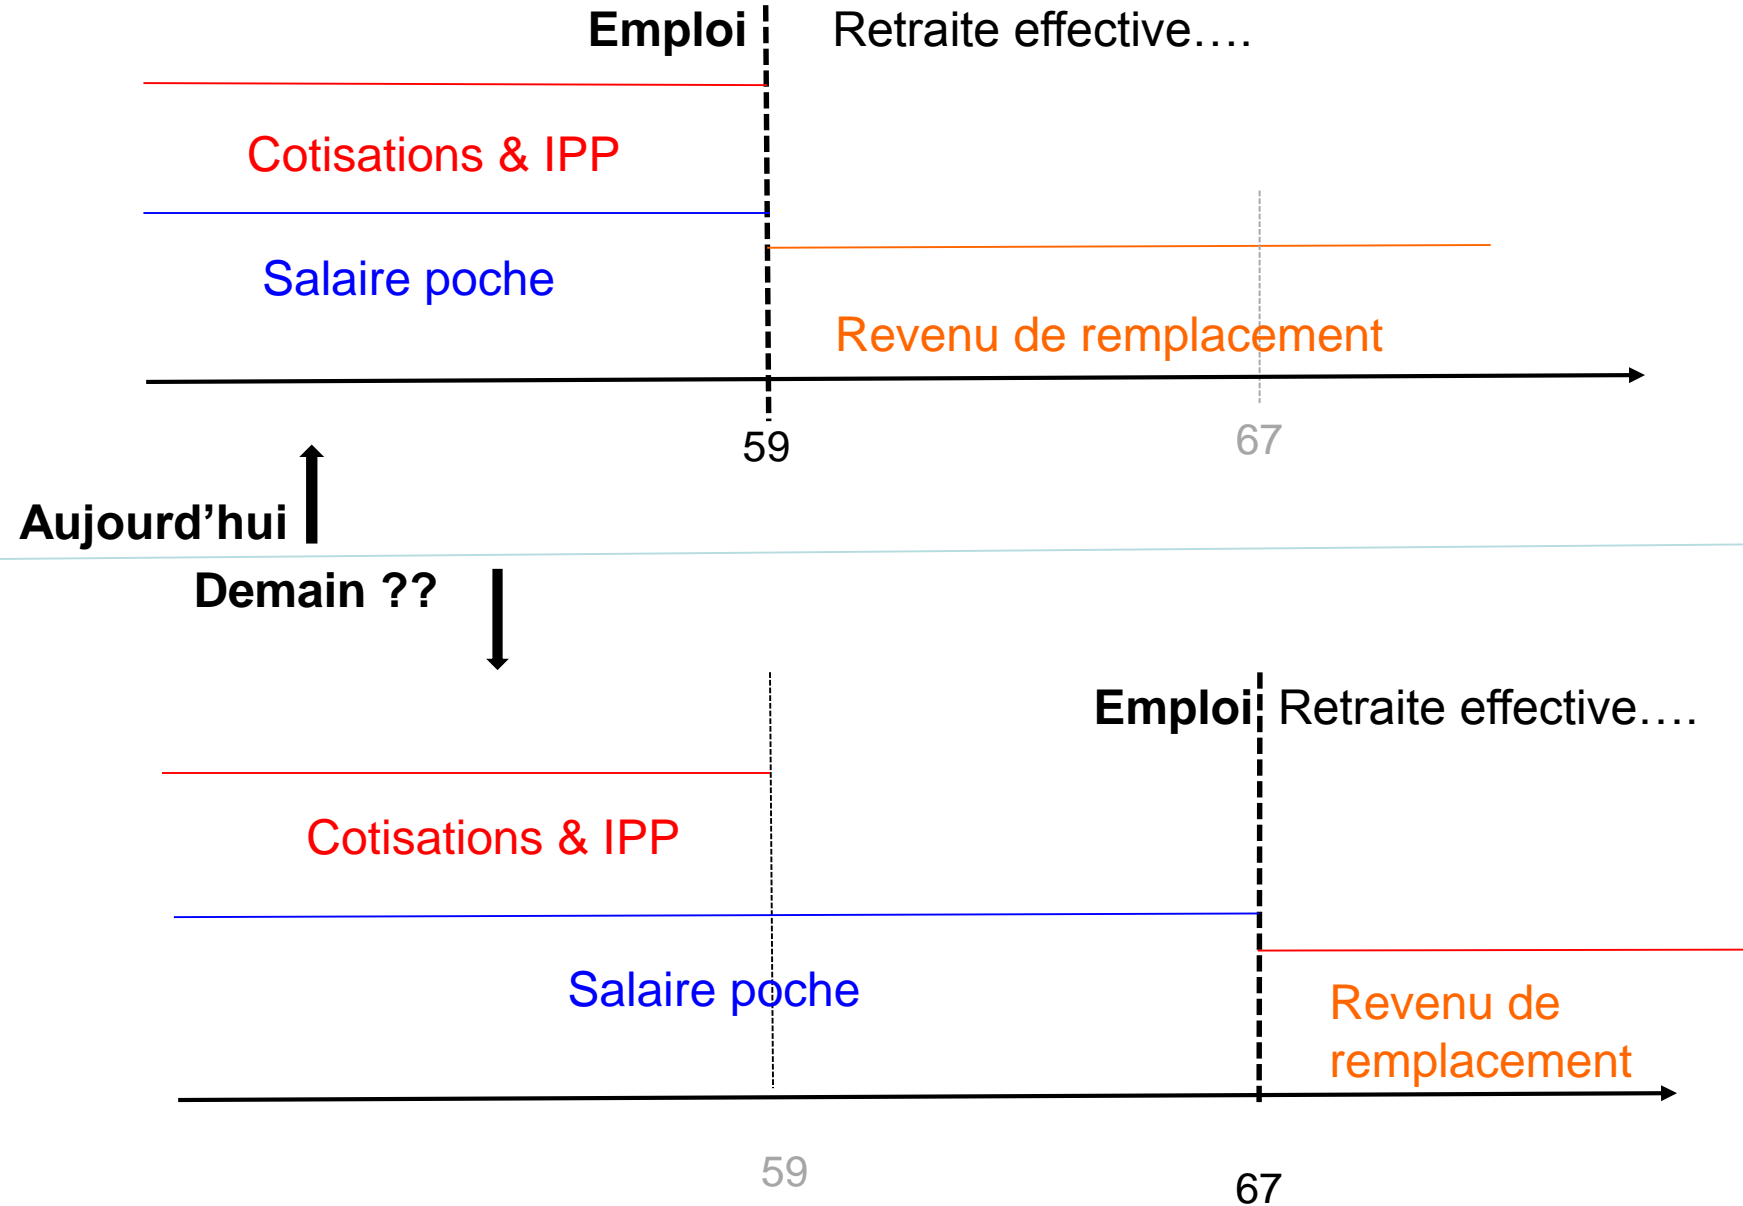 Emploi Retraite effective….
Cotisations & IPP
Salaire poche
Revenu de remplacement
59 67
Aujourd’hui
Demain ??
Emploi Retraite effective….
Cotisations & IPP
Salaire poche
Revenu de
remplacement
59
67